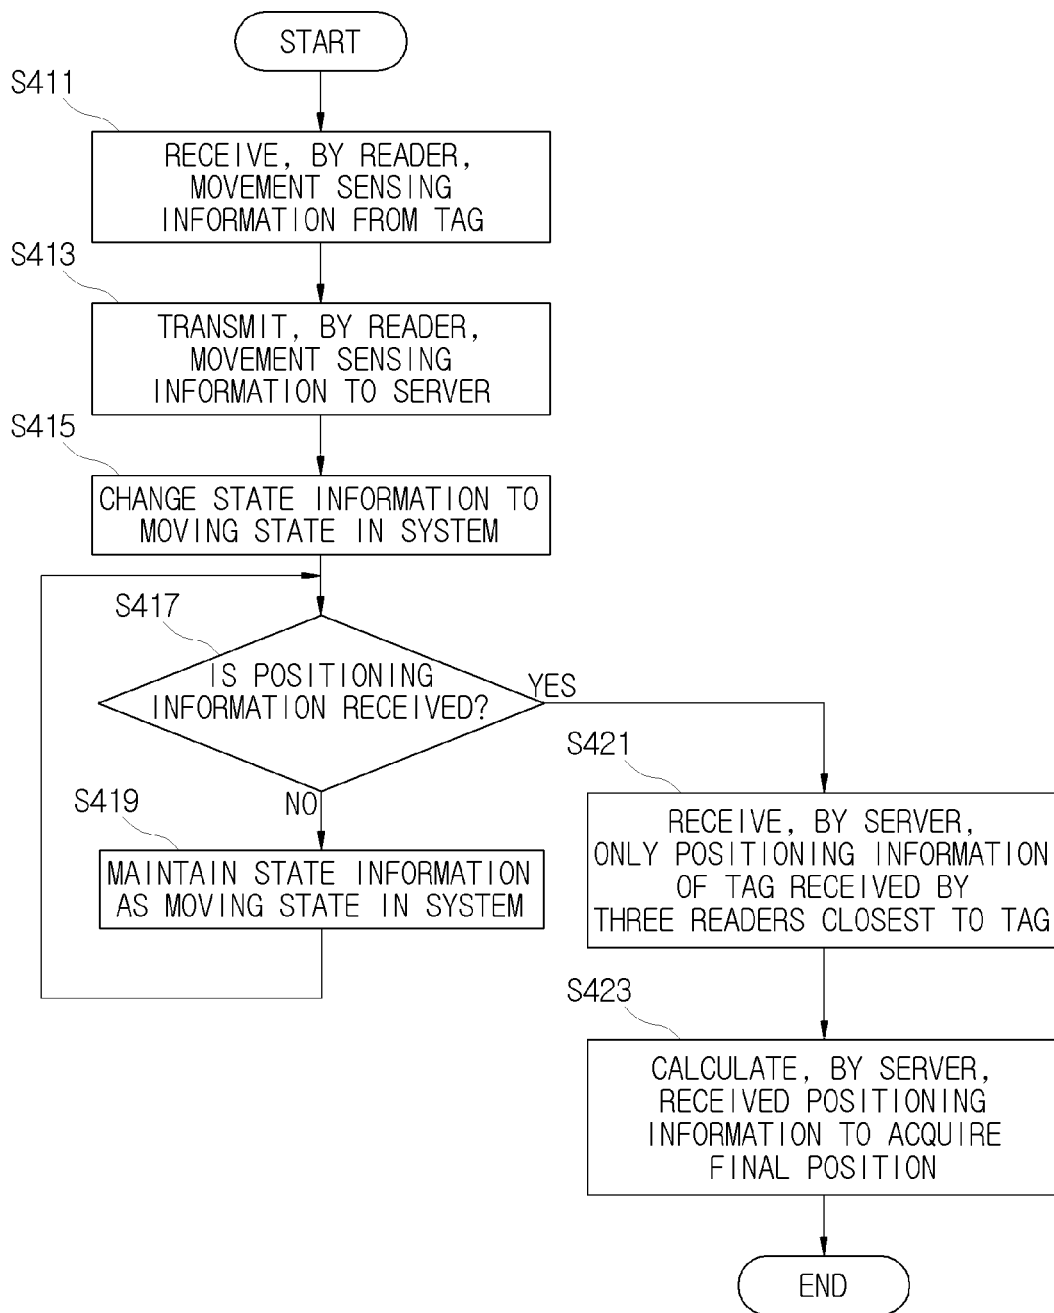 START
S411
RECEIVE, BY READER,
MOVEMENT SENSING
INFORMATION FROM TAG
S413
TRANSMIT, BY READER,
MOVEMENT SENSING
INFORMATION TO SERVER
S415
CHANGE STATE INFORMATION TO
MOVING STATE IN SYSTEM
S417
IS POSITIONING
INFORMATION RECEIVED?
YES
NO
S419
MAINTAIN STATE INFORMATION
AS MOVING STATE IN SYSTEM
S421
RECEIVE, BY SERVER,
ONLY POSITIONING INFORMATION
OF TAG RECEIVED BY
THREE READERS CLOSEST TO TAG
S423
CALCULATE, BY SERVER,
RECEIVED POSITIONING
INFORMATION TO ACQUIRE
FINAL POSITION
END